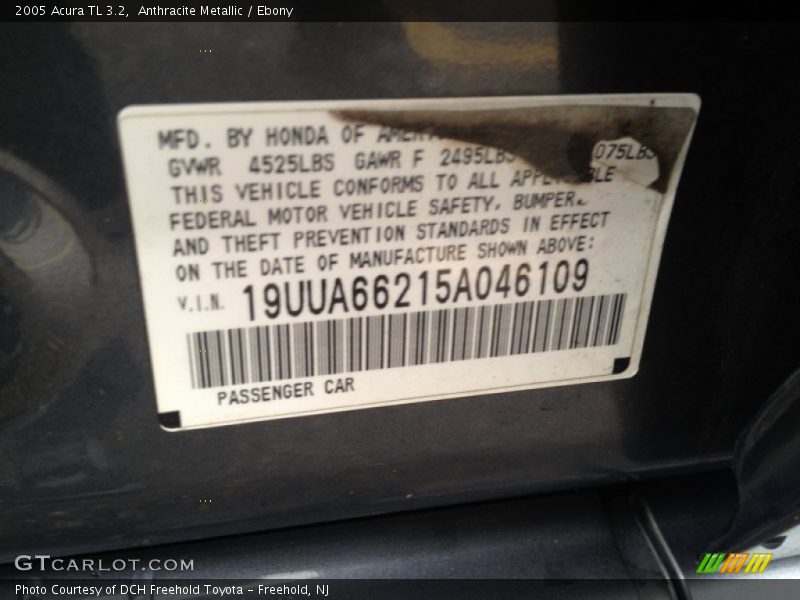 2005 Acura TL 3.2, Anthracite Metallic / Ebony
MFD. BY HONDA OF
GVWR 4525LBS GAWR F 2495LBS 075LBS
THIS VEHICLE CONFORMS TO ALL
FEDERAL MOTOR VEHICLE SAFETY, BUMPER,
AND THEFT PREVENTION STANDARDS IN EFFECT
ON THE DATE OF MANUFACTURE SHOWN ABOVE:
V.I.N. 19UUA66215A046109
PASSENGER CAR
GTCARLOT.COM
Photo Courtesy of DCH Freehold Toyota - Freehold, NJ